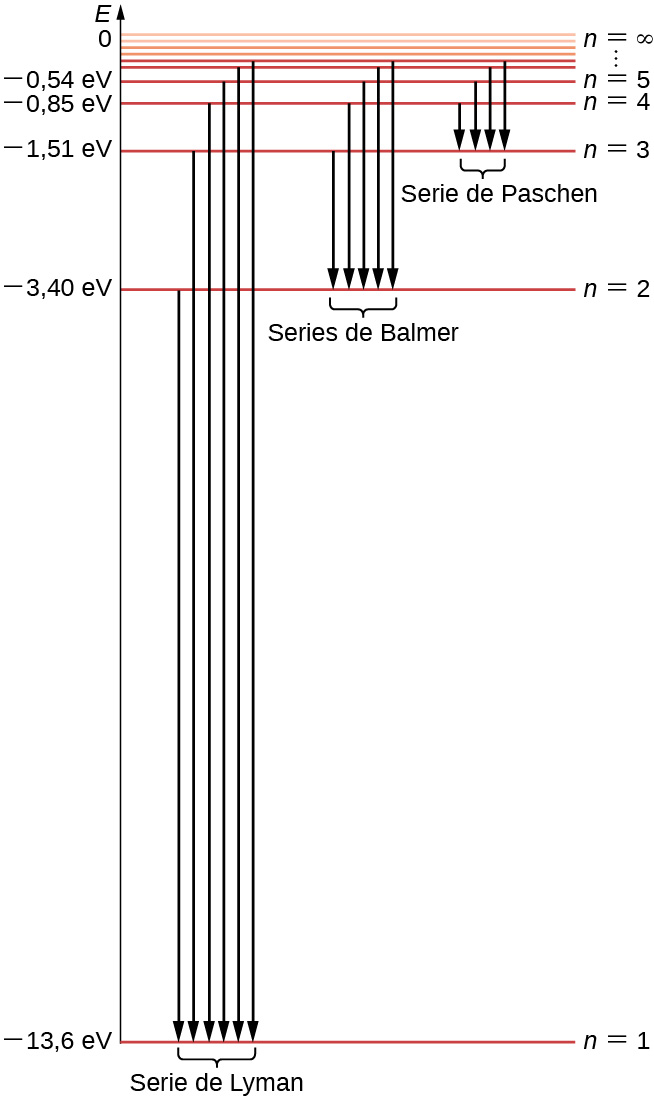 E
0 n = ∞
⋮
−0,54 eV n = 5
−0,85 eV n = 4
−1,51 eV n = 3
Serie de Paschen
−3,40 eV n = 2
Series de Balmer
−13,6 eV n = 1
Serie de Lyman